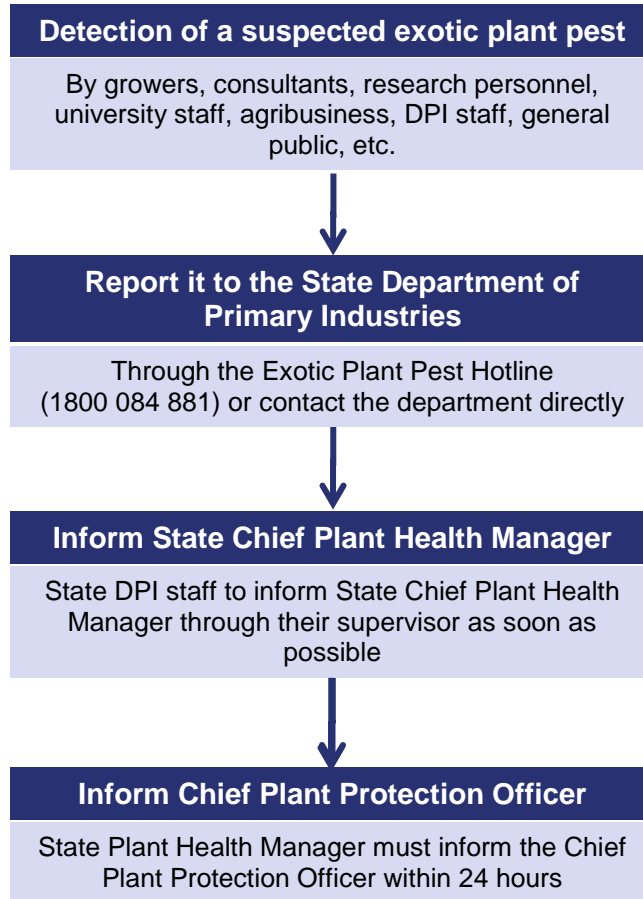 Detection of a suspected exotic plant pest
By growers, consultants, research personnel,
university staff, agribusiness, DPI staff, general
public, etc.
Report it to the State Department of
Primary Industries
Through the Exotic Plant Pest Hotline
(1800 084 881) or contact the department directly
Inform State Chief Plant Health Manager
State DPI staff to inform State Chief Plant Health
Manager through their supervisor as soon as
possible
Inform Chief Plant Protection Officer
State Plant Health Manager must inform the Chief
Plant Protection Officer within 24 hours